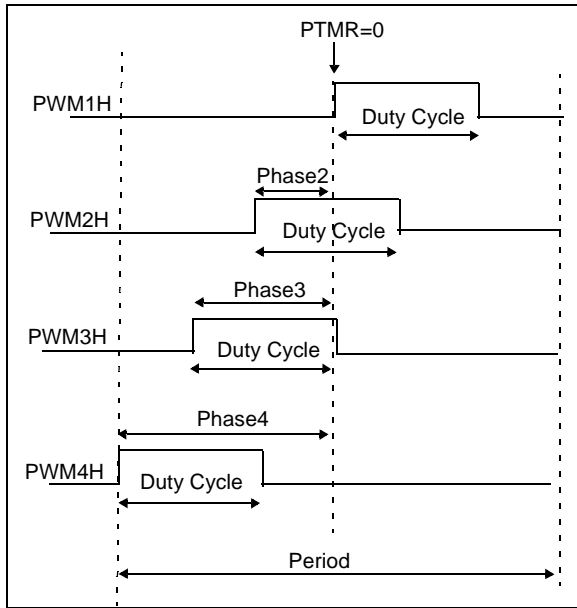 PTMR=0
PWM1H
Duty Cycle
Phase2
PWM2H
Duty Cycle
Phase3
PWM3H
Duty Cycle
Phase4
PWM4H
Duty Cycle
Period